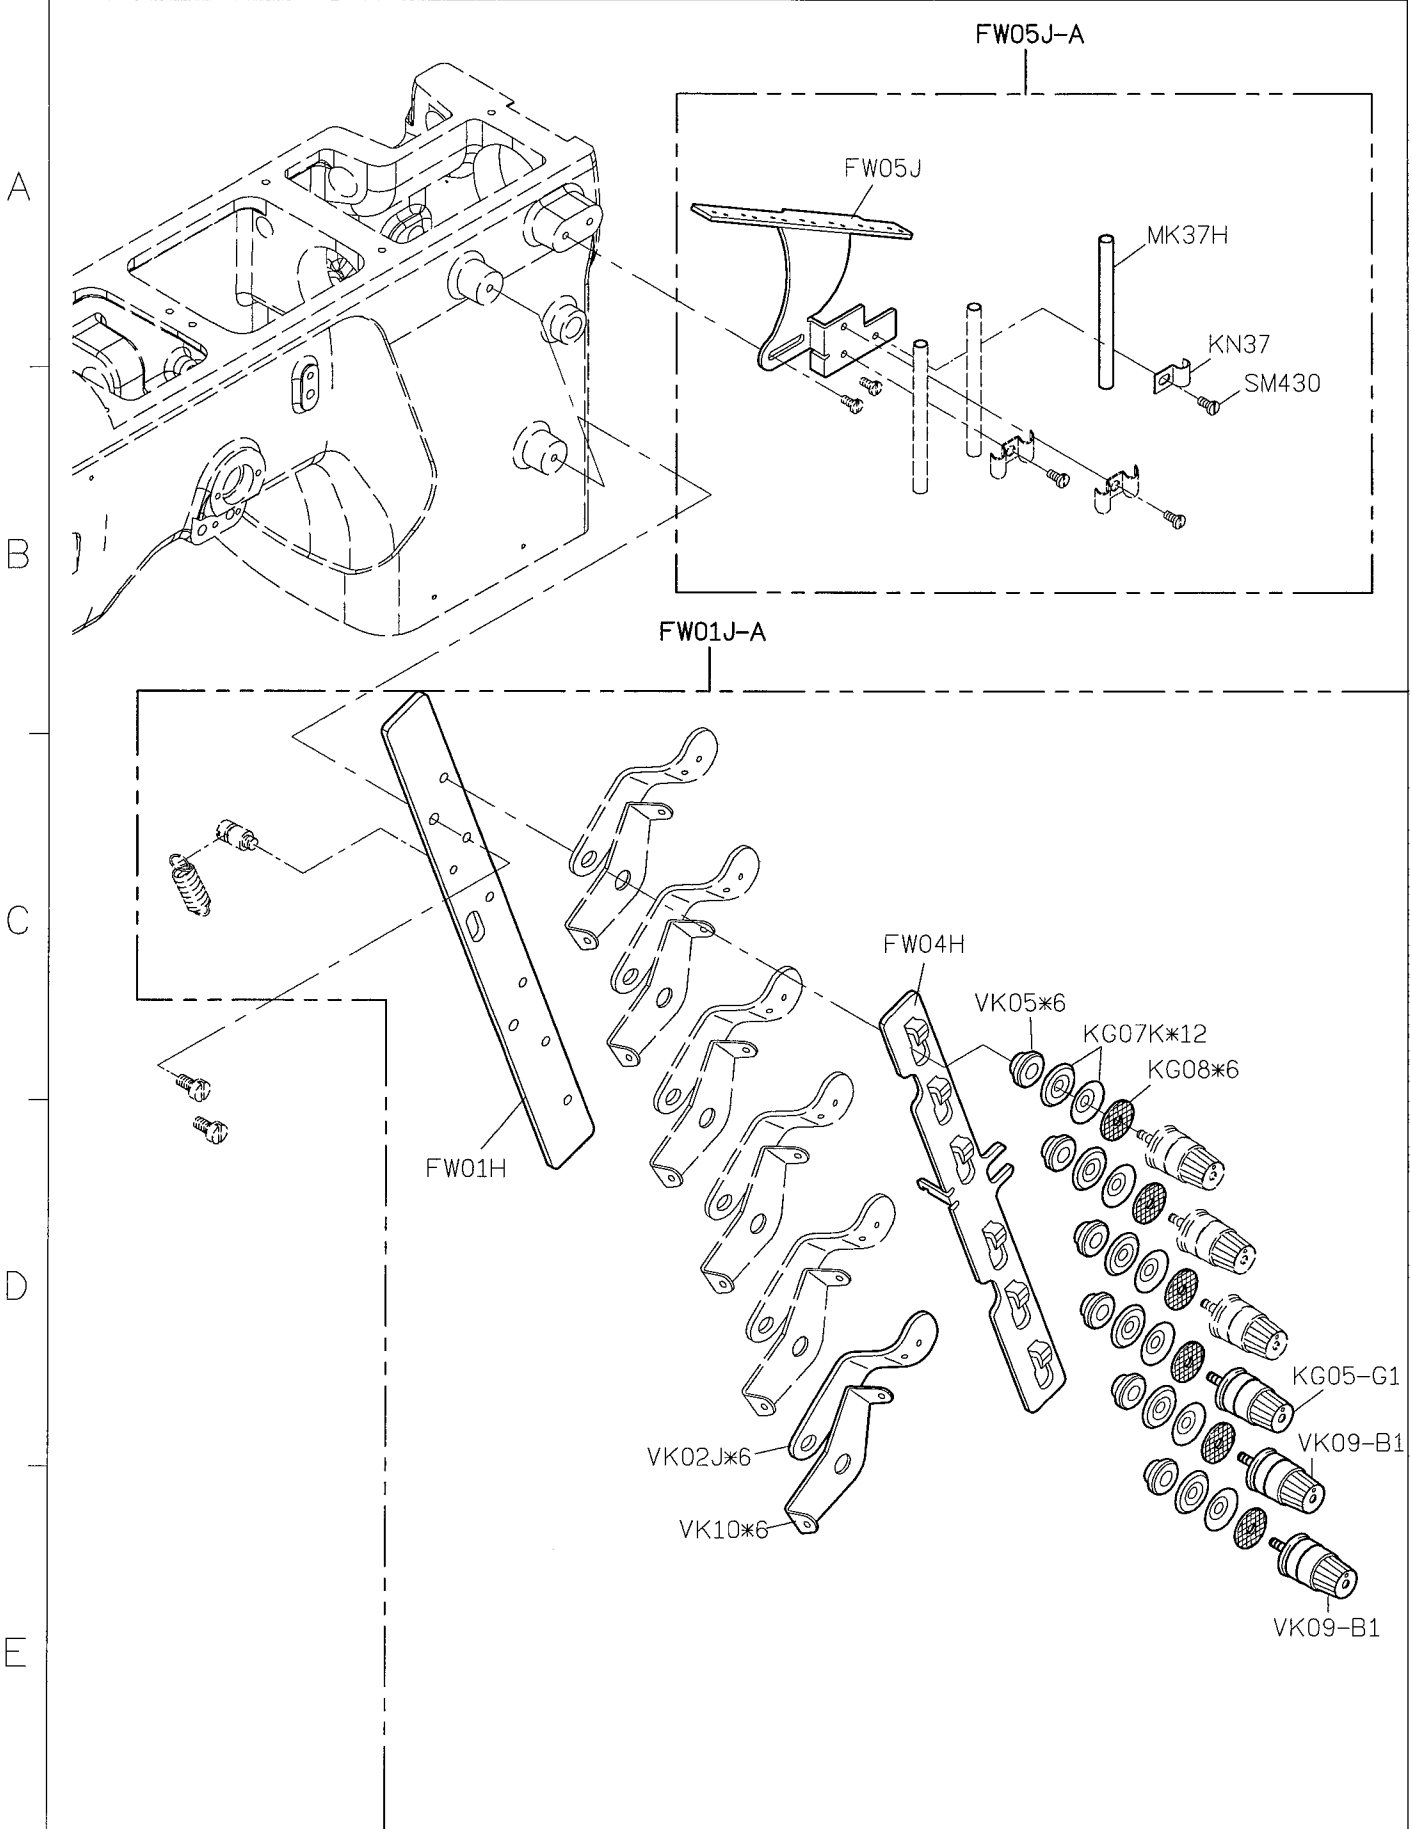 FW05J-A
A
FW05J
MK37H
KN37
SM430
B
FW01J-A
C
FW04H
VK05*6
KG07K*12
KG08*6
FW01H
D
KG05-G1
VK09-B1
VK02J*6
VK10*6
VK09-B1
E